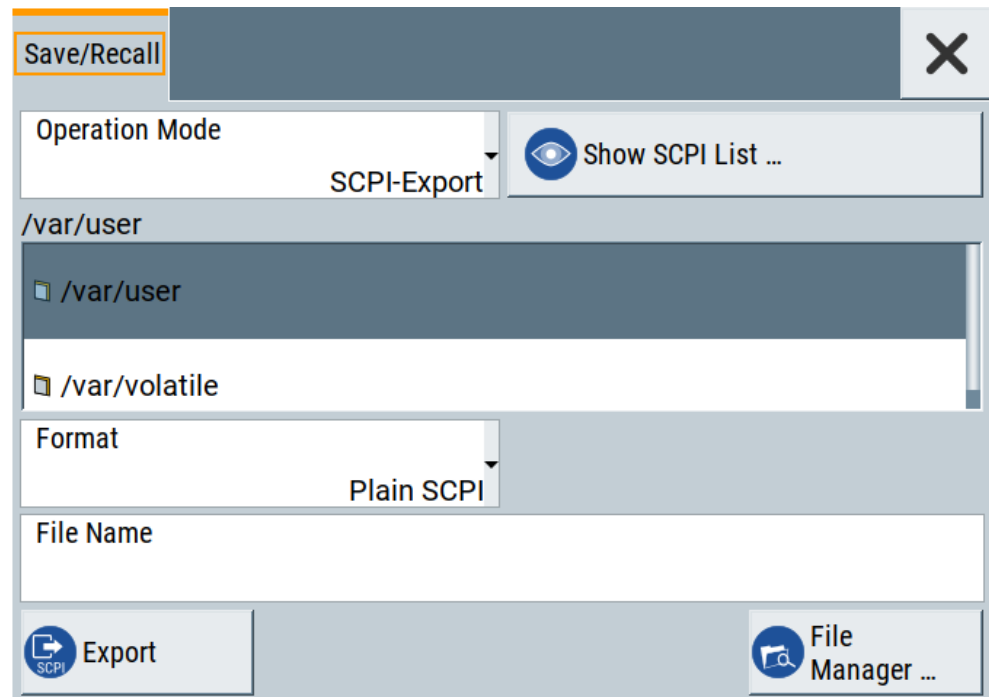 Save/Recall
Operation Mode
SCPI-Export
Show SCPI List ...
/var/user
/var/user
/var/volatile
Format
Plain SCPI
File Name
SCPI
Export
File
Manager ...